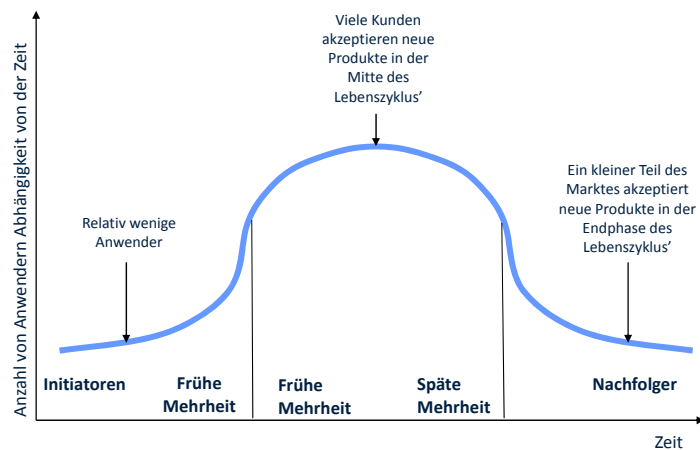 Anzahl von Anwendern Abhängigkeit von der Zeit
Viele Kunden
akzeptieren neue
Produkte in der
Mitte des
Lebenszyklus’
Relativ wenige
Anwender
Ein kleiner Teil des
Marktes akzeptiert
neue Produkte in der
Endphase des
Lebenszyklus’
Initiatoren
Frühe
Mehrheit
Frühe
Mehrheit
Späte
Mehrheit
Nachfolger
Zeit